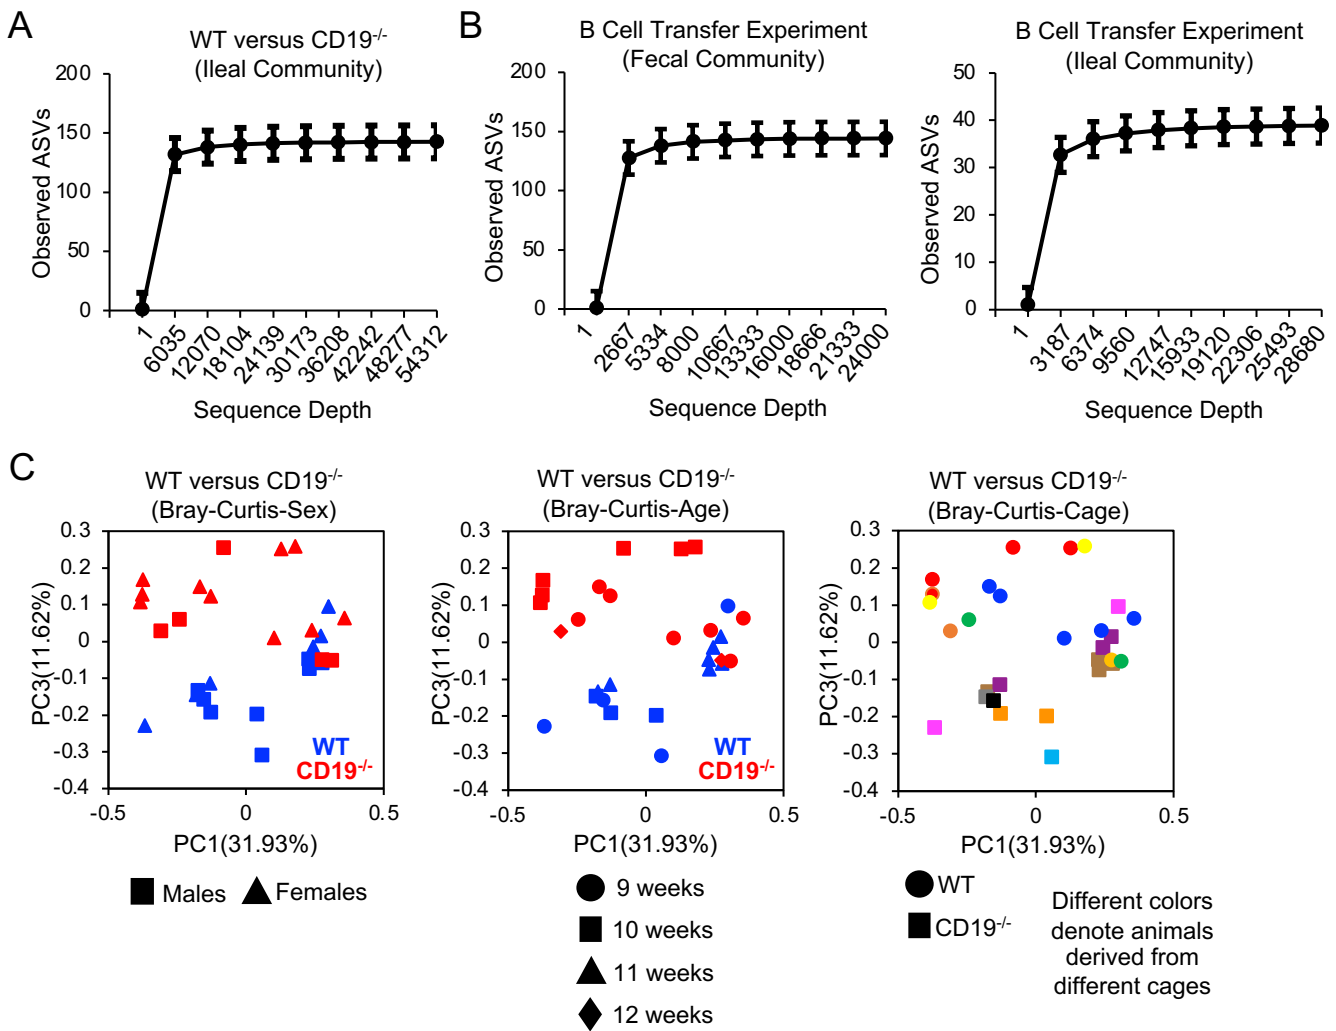 A
WT versus CD19-/-
(Ileal Community)
200
150
100
50
0
Observed ASVs
1
6035
12070
18104
24139
30173
36208
42242
48277
54312
Sequence Depth
B
B Cell Transfer Experiment
(Fecal Community)
200
150
100
50
0
Observed ASVs
1
2667
5334
8000
10667
13333
16000
18666
21333
24000
Sequence Depth
B Cell Transfer Experiment
(Ileal Community)
50
40
30
20
10
0
Observed ASVs
1
3187
6374
9560
12747
15933
19120
22306
25493
28680
Sequence Depth
C
WT versus CD19-/-
(Bray-Curtis-Sex)
0.3
0.2
0.1
0
-0.1
-0.2
-0.3
-0.4
PC3(11.62%)
WT
CD19-/-
-0.5
0
0.5
PC1(31.93%)
Males
Females
WT versus CD19-/-
(Bray-Curtis-Age)
0.3
0.2
0.1
0
-0.1
-0.2
-0.3
-0.4
PC3(11.62%)
WT
CD19-/-
-0.5
0
0.5
PC1(31.93%)
9 weeks
10 weeks
11 weeks
12 weeks
WT versus CD19-/-
(Bray-Curtis-Cage)
0.3
0.2
0.1
0
-0.1
-0.2
-0.3
-0.4
PC3(11.62%)
-0.5
0
0.5
PC1(31.93%)
WT
CD19-/-
Different colors
denote animals
derived from
different cages